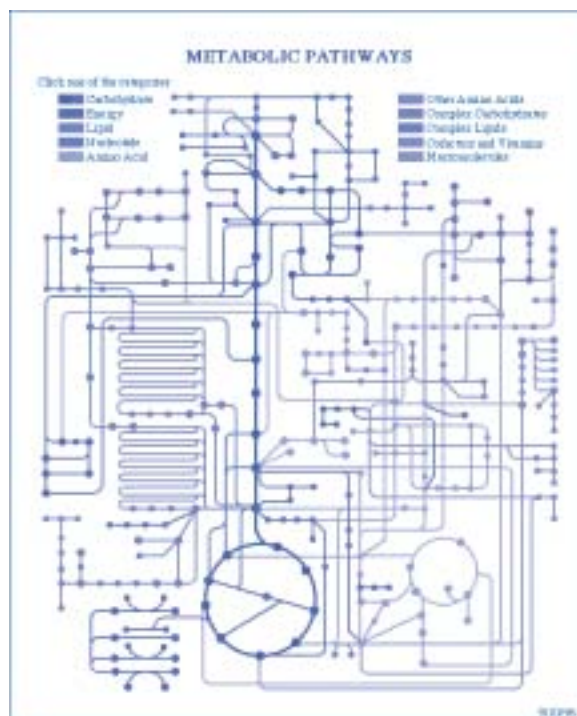 METABOLIC PATHWAYS
Click one of the categories
Carbohydrate
Energy
Lipid
Nucleotide
Amino Acid
Other Amino Acids
Complex Carbohydrates
Complex Lipids
Cofactors and Vitamins
Macromolecules